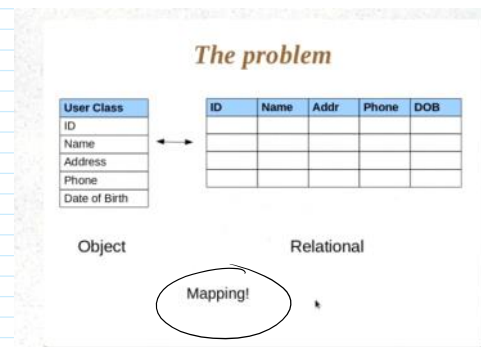 The problem
User Class
ID
Name
Address
Phone
Date of Birth
ID Name Addr Phone DOB
Object Relational
Mapping!